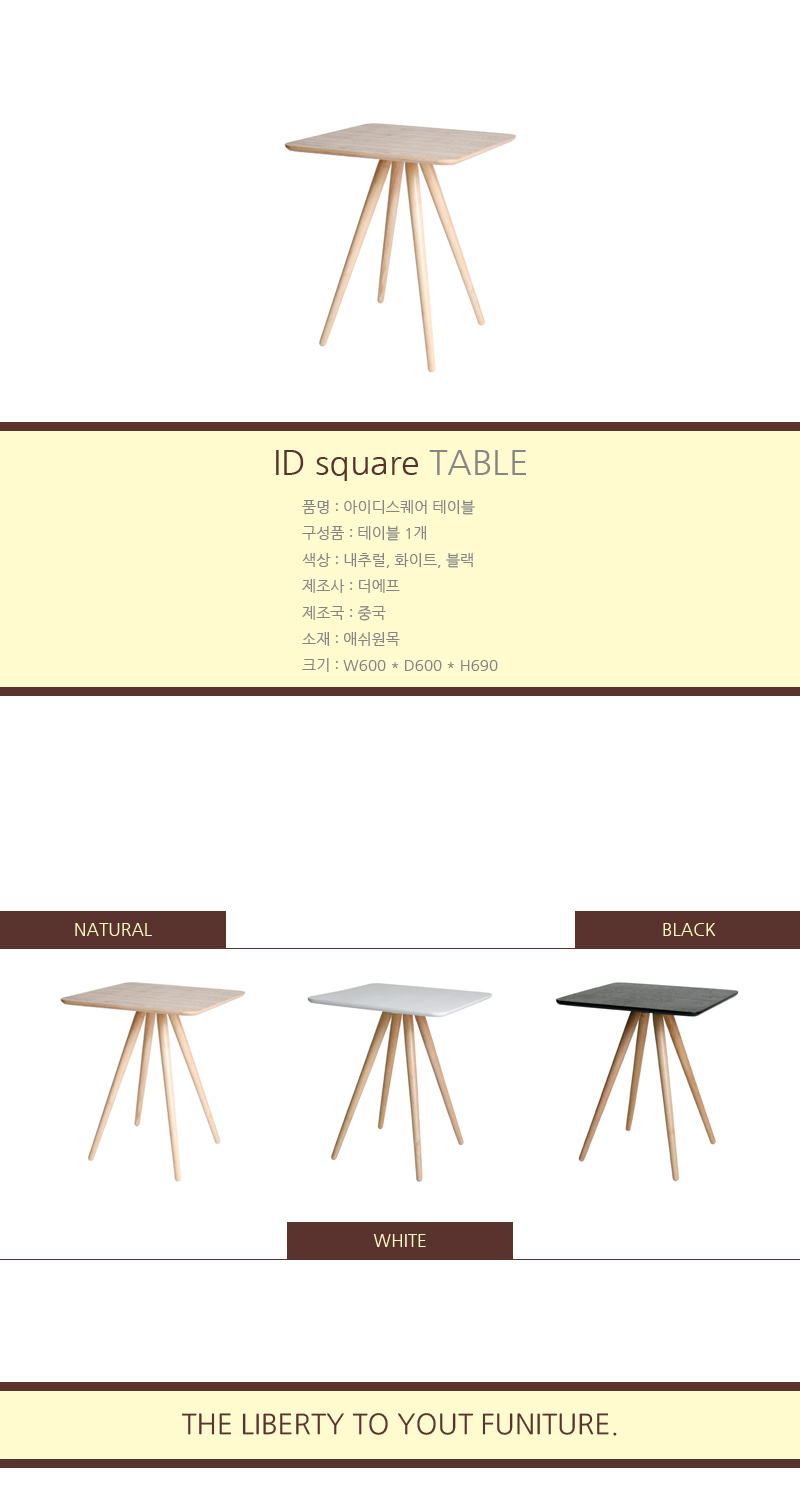 ID square TABLE
품명 : 아이디스퀘어 테이블
구성품 : 테이블 1개
색상 : 내추럴, 화이트, 블랙
제조사 : 더에프
제조국 : 중국
소재 : 애쉬원목
크기 : W600 * D600 * H690
NATURAL
BLACK
WHITE
THE LIBERTY TO YOUT FUNITURE.